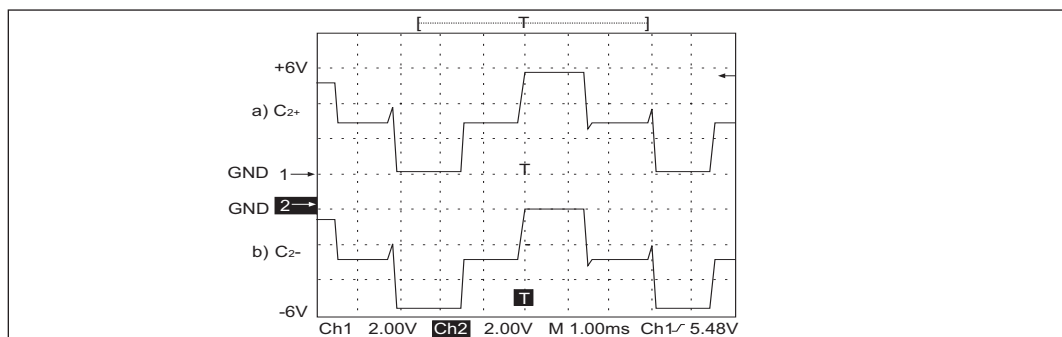 [ T ]
+6V
a) C2+
T
GND 1
GND 2
b) C2-
T
-6V
Ch1 2.00V Ch2 2.00V M 1.00ms Ch1 5.48V